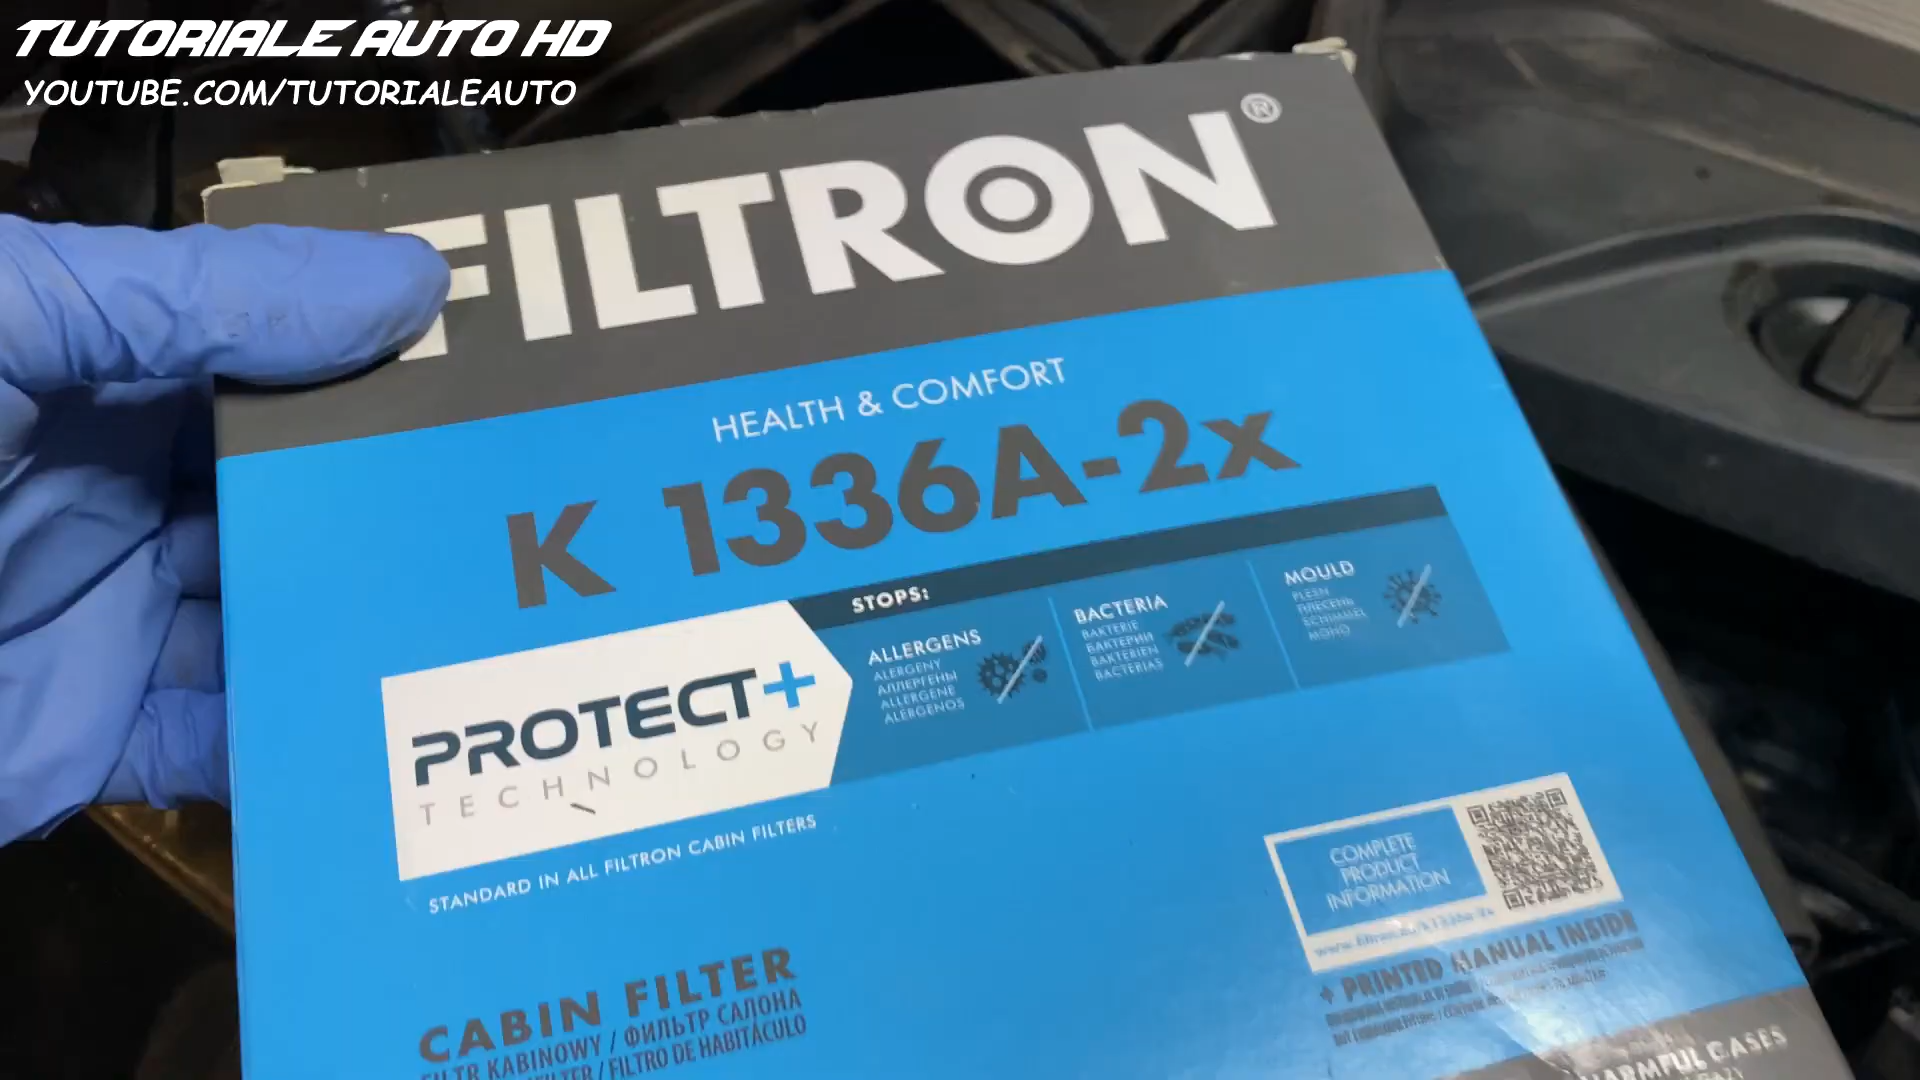 TUTORIALE AUTO HD
YOUTUBE.COM/TUTORIALEAUTO
FILTRON®
HEALTH & COMFORT
K 1336A-2x
STOPS:
ALLERGENS
ALERGENY
АЛЛЕРГЕНЫ
ALLERGENE
ALÉRGENOS
BACTERIA
BAKTERIE
БАКТЕРИИ
BAKTERIEN
BACTERIAS
MOULD
PLEŚŃ
ПЛЕСЕНЬ
SCHIMMEL
MOHO
PROTECT+
TECHNOLOGY
STANDARD IN ALL FILTRON CABIN FILTERS
COMPLETE
PRODUCT
INFORMATION
+ PRINTED MANUAL INSIDE
CABIN FILTER
FILTR KABINOWY / ФИЛЬТР САЛОНА
/ FILTRO DE HABITÁCULO
HARMFUL GASES